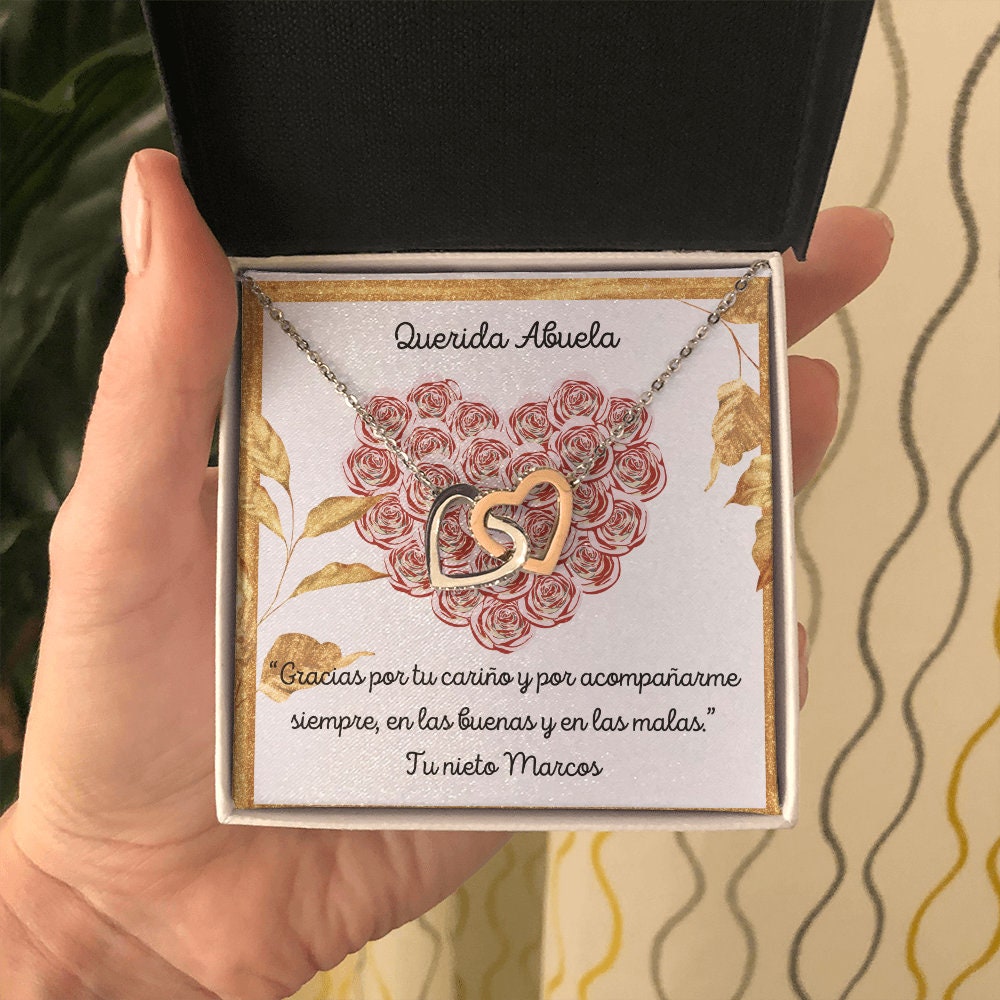 Querida Abuela
“Gracias por tu cariño y por acompañarme
siempre, en las buenas y en las malas.”
Tu nieto Marcos